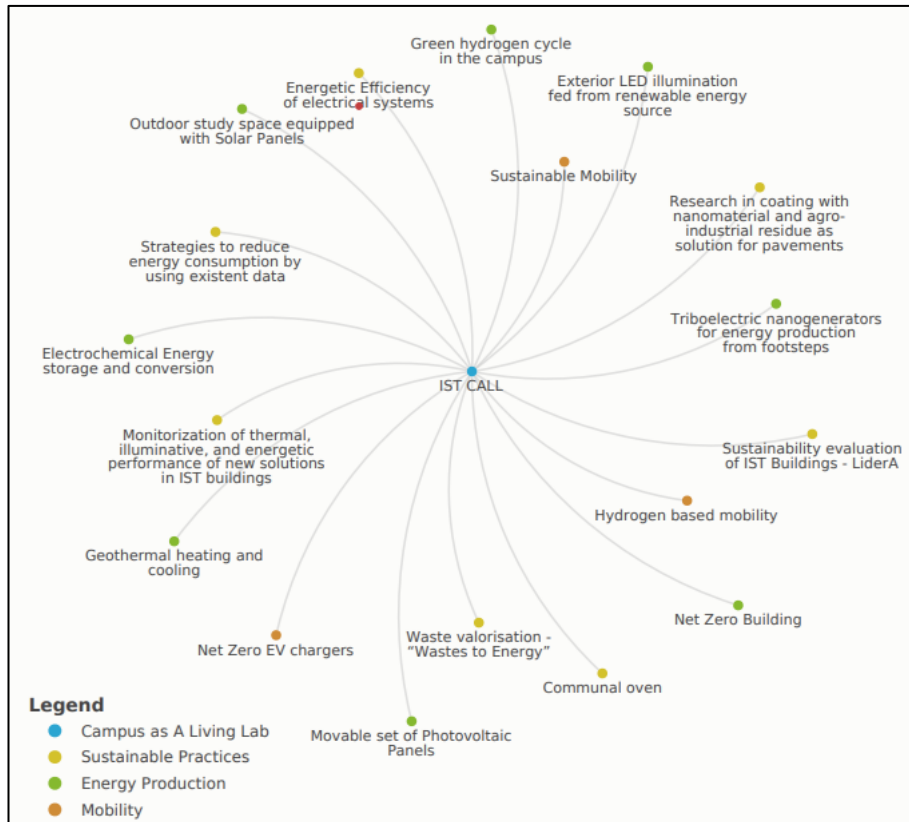 Green hydrogen cycle
in the campus
Energetic Efficiency
of electrical systems
Exterior LED illumination
fed from renewable energy
source
Outdoor study space equipped
with Solar Panels
Sustainable Mobility
Research in coating with
nanomaterial and agro-
industrial residue as
solution for pavements
Strategies to reduce
energy consumption by
using existent data
Triboelectric nanogenerators
for energy production
from footsteps
Electrochemical Energy
storage and conversion
IST CALL
Monitorization of thermal,
illuminative, and energetic
performance of new solutions
in IST buildings
Sustainability evaluation
of IST Buildings - LiderA
Hydrogen based mobility
Geothermal heating and
cooling
Net Zero Building
Net Zero EV chargers
Waste valorisation -
“Wastes to Energy”
Communal oven
Movable set of Photovoltaic
Panels
Legend
Campus as A Living Lab
Sustainable Practices
Energy Production
Mobility